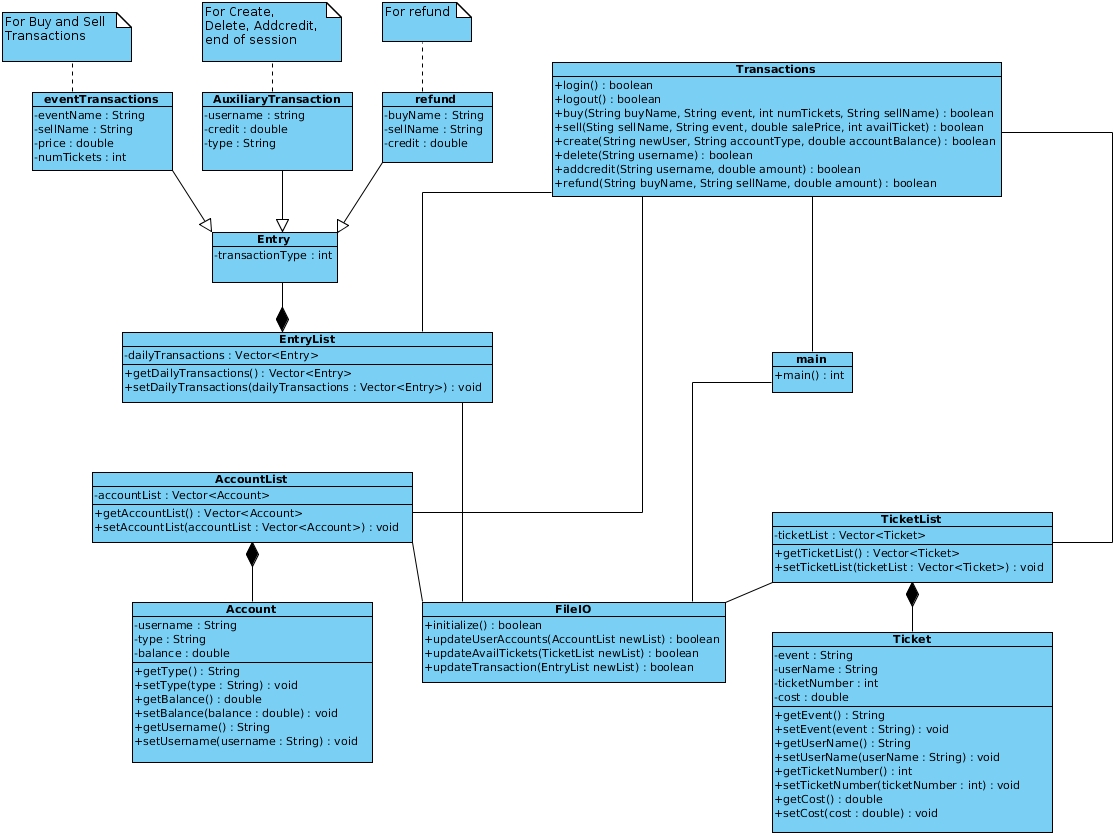 For Buy and Sell
Transactions
For Create,
Delete, Addcredit,
end of session
For refund
eventTransactions
-eventName : String
-sellName : String
-price : double
-numTickets : int
AuxiliaryTransaction
-username : string
-credit : double
-type : String
refund
-buyName : String
-sellName : String
-credit : double
Transactions
+login() : boolean
+logout() : boolean
+buy(String buyName, String event, int numTickets, String sellName) : boolean
+sell(Sting sellName, String event, double salePrice, int availTicket) : boolean
+create(String newUser, String accountType, double accountBalance) : boolean
+delete(String username) : boolean
+addcredit(String username, double amount) : boolean
+refund(String buyName, String sellName, double amount) : boolean
Entry
-transactionType : int
EntryList
-dailyTransactions : Vector<Entry>
+getDailyTransactions() : Vector<Entry>
+setDailyTransactions(dailyTransactions : Vector<Entry>) : void
main
+main() : int
AccountList
-accountList : Vector<Account>
+getAccountList() : Vector<Account>
+setAccountList(accountList : Vector<Account>) : void
TicketList
-ticketList : Vector<Ticket>
+getTicketList() : Vector<Ticket>
+setTicketList(ticketList : Vector<Ticket>) : void
Account
-username : String
-type : String
-balance : double
+getType() : String
+setType(type : String) : void
+getBalance() : double
+setBalance(balance : double) : void
+getUsername() : String
+setUsername(username : String) : void
FileIO
+initialize() : boolean
+updateUserAccounts(AccountList newList) : boolean
+updateAvailTickets(TicketList newList) : boolean
+updateTransaction(EntryList newList) : boolean
Ticket
-event : String
-userName : String
-ticketNumber : int
-cost : double
+getEvent() : String
+setEvent(event : String) : void
+getUserName() : String
+setUserName(userName : String) : void
+getTicketNumber() : int
+setTicketNumber(ticketNumber : int) : void
+getCost() : double
+setCost(cost : double) : void